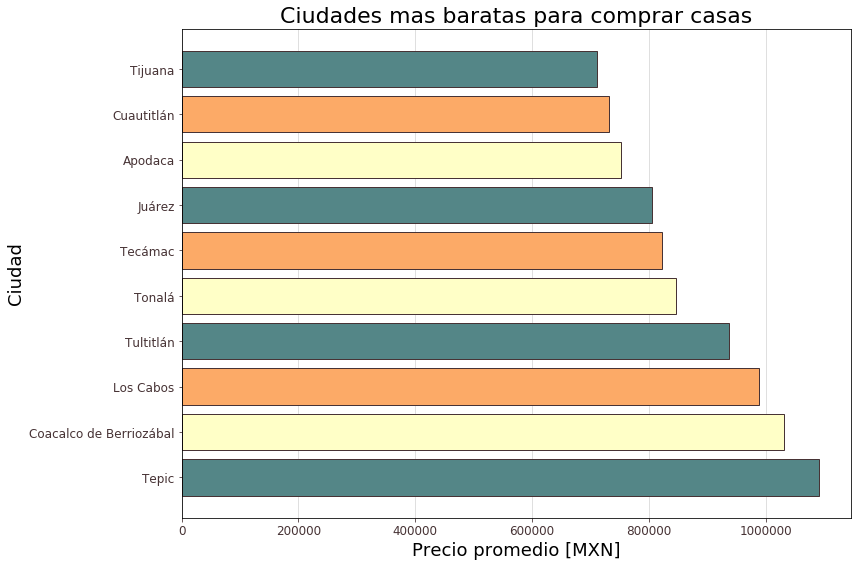 Ciudades mas baratas para comprar casas
Ciudad
Tijuana
Cuautitlán
Apodaca
Juárez
Tecámac
Tonalá
Tultitlán
Los Cabos
Coacalco de Berriozábal
Tepic
0 200000 400000 600000 800000 1000000
Precio promedio [MXN]